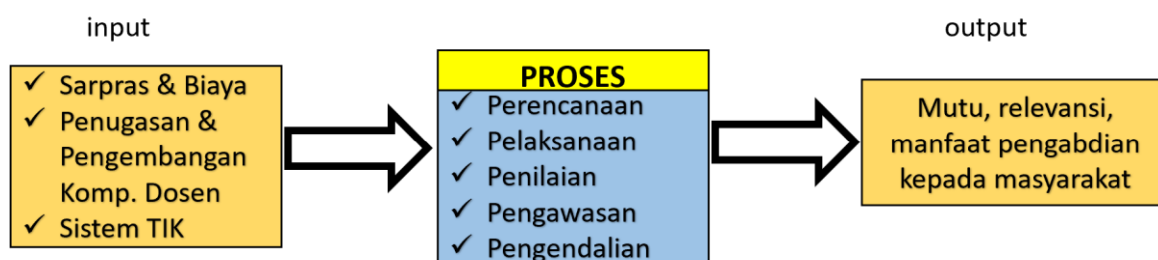 input
✓ Sarpras & Biaya
✓ Penugasan &
Pengembangan
Komp. Dosen
✓ Sistem TIK
PROSES
✓ Perencanaan
✓ Pelaksanaan
✓ Penilaian
✓ Pengawasan
✓ Pengendalian
output
Mutu, relevansi,
manfaat pengabdian
kepada masyarakat